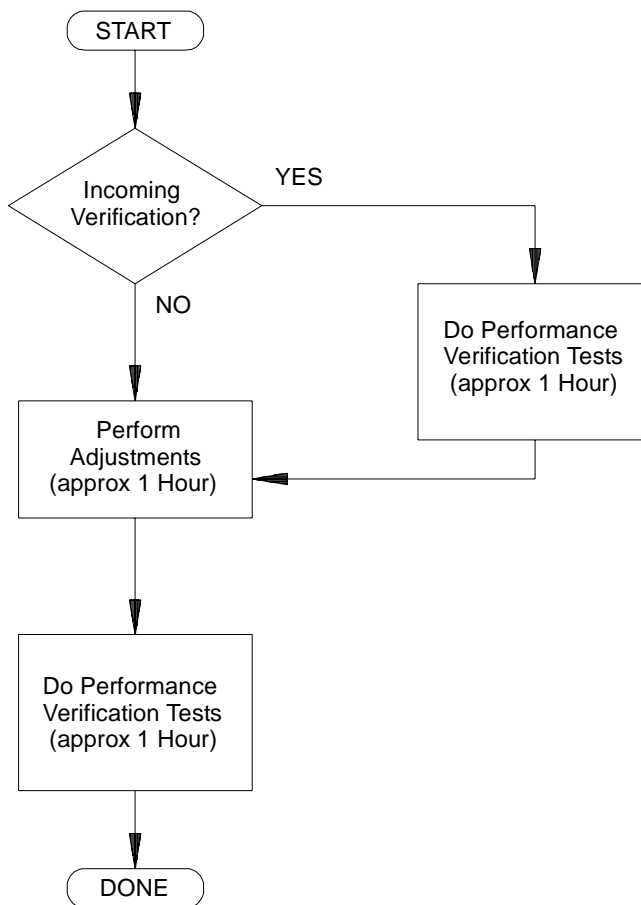 START
Incoming
Verification?
YES
NO
Do Performance
Verification Tests
(approx 1 Hour)
Perform
Adjustments
(approx 1 Hour)
Do Performance
Verification Tests
(approx 1 Hour)
DONE